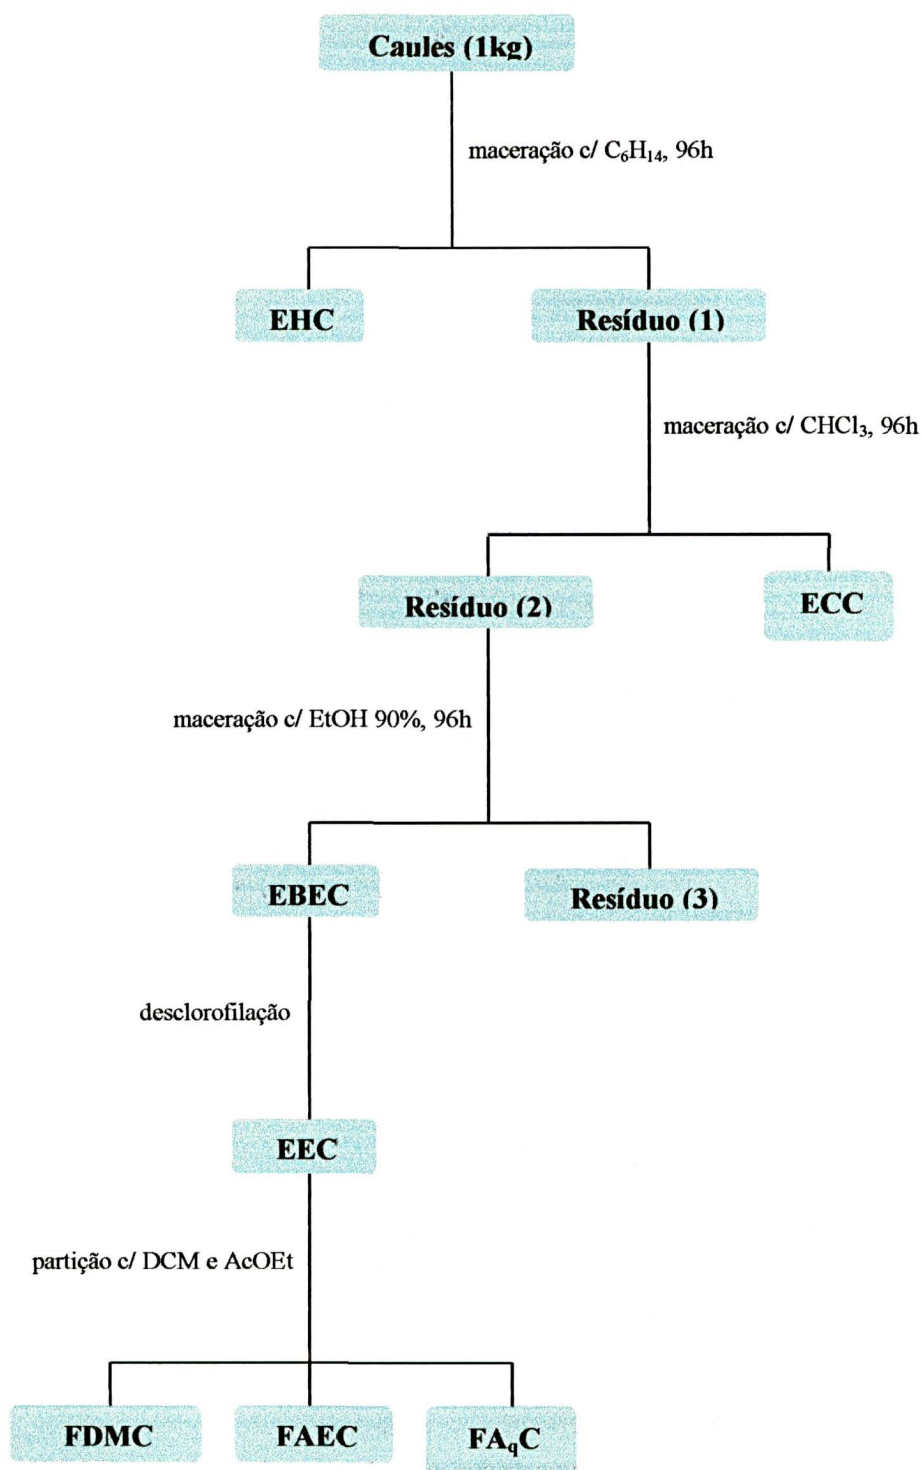 Caules (1kg)
maceração c/ C₆H₁₄, 96h
EHC
Resíduo (1)
maceração c/ CHCl₃, 96h
Resíduo (2)
ECC
maceração c/ EtOH 90%, 96h
EBEC
Resíduo (3)
desclorofilação
EEC
partição c/ DCM e AcOEt
FDMC
FAEC
FAqC